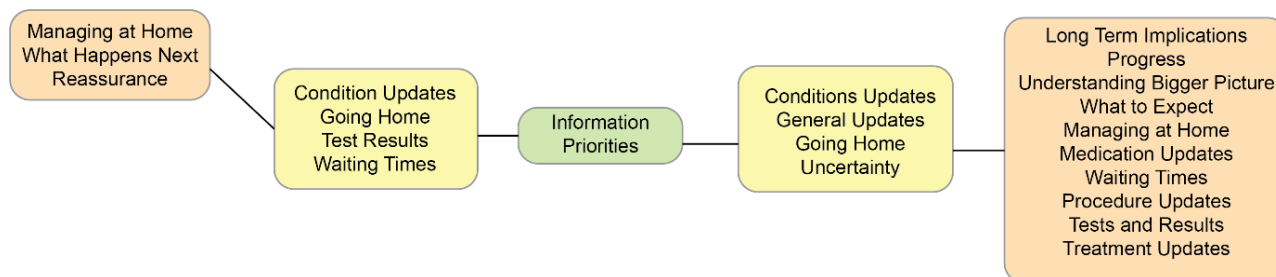 Managing at Home
What Happens Next
Reassurance
Condition Updates
Going Home
Test Results
Waiting Times
Information
Priorities
Conditions Updates
General Updates
Going Home
Uncertainty
Long Term Implications
Progress
Understanding Bigger Picture
What to Expect
Managing at Home
Medication Updates
Waiting Times
Procedure Updates
Tests and Results
Treatment Updates